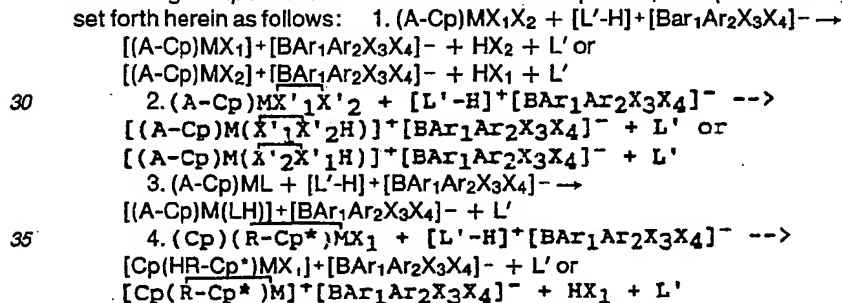 set forth herein as follows: 1. (A-Cp)MX1X2 + [L'-H]+[Bar1Ar2X3X4]- →
[(A-Cp)MX1]+[BAr1Ar2X3X4]- + HX2 + L' or
[(A-Cp)MX2]+[BAr1Ar2X3X4]- + HX1 + L'
30 2. (A-Cp)MX'1X'2 + [L'-H]+[BAr1Ar2X3X4]- -->
[(A-Cp)M(X'1X'2H)]+[BAr1Ar2X3X4]- + L' or
[(A-Cp)M(X'2X'1H)]+[BAr1Ar2X3X4]- + L'
3. (A-Cp)ML + [L'-H]+[BAr1Ar2X3X4]- →
[(A-Cp)M(LH)]+[BAr1Ar2X3X4]- + L'
35 4. (Cp)(R-Cp*)MX1 + [L'-H]+[BAr1Ar2X3X4]- -->
[Cp(HR-Cp*)MX1]+[BAr1Ar2X3X4]- + L' or
[Cp(R-Cp*)M]+[BAr1Ar2X3X4]- + HX1 + L'